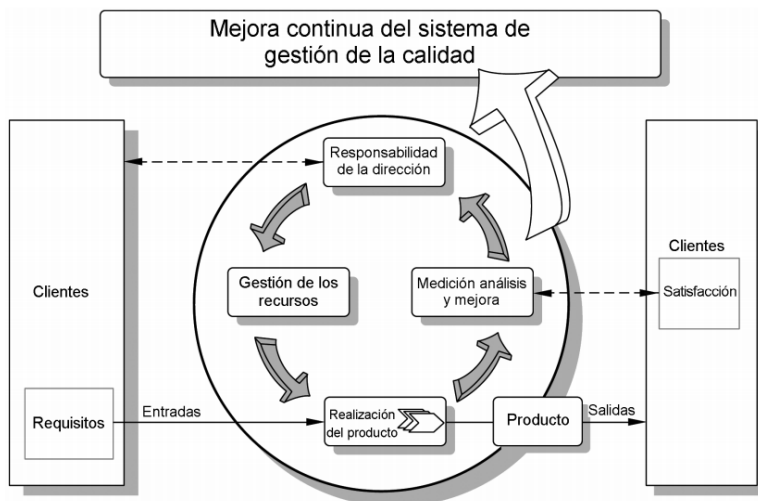 Mejora continua del sistema de
gestión de la calidad
Responsabilidad
de la dirección
Clientes
Gestión de los
recursos
Medición análisis
y mejora
Clientes
Satisfacción
Requisitos
Entradas
Realización
del producto
Producto
Salidas